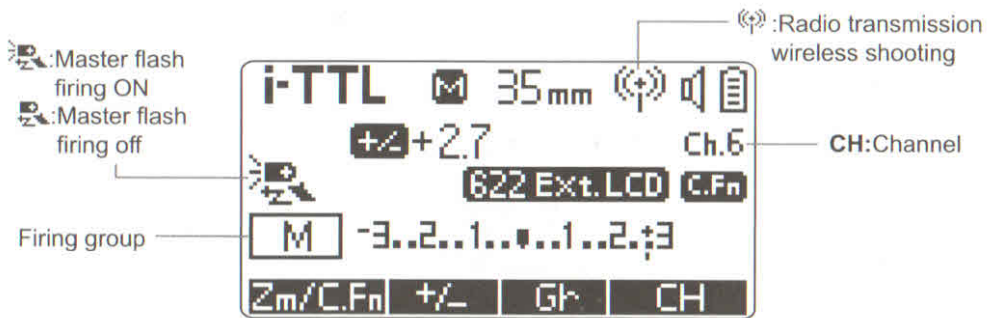 :Radio transmission
wireless shooting
:Master flash
firing ON
:Master flash
firing off
i-TTL M 35mm
+/- +2.7 Ch.6
CH:Channel
622 Ext.LCD C.Fn
Firing group
M -3..2..1..●..1..2..+3
Zm/C.Fn +/- Gr CH